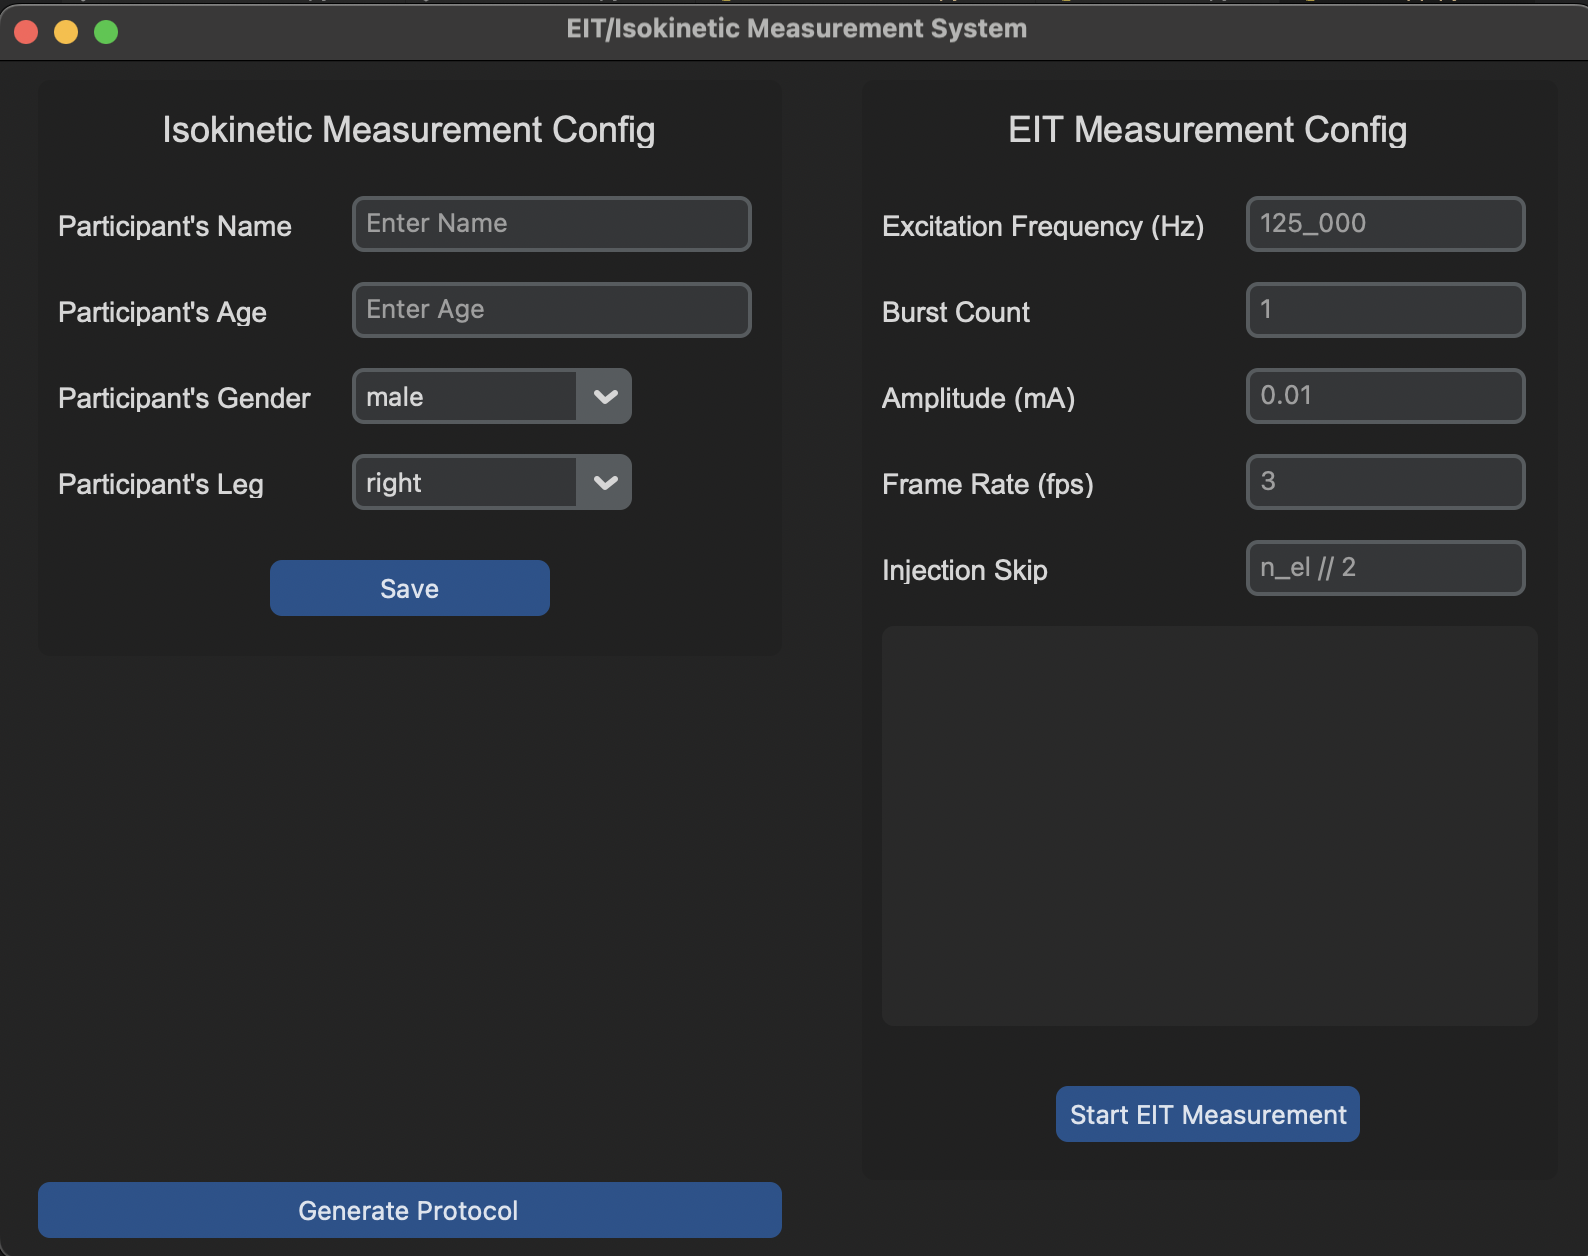 EIT/Isokinetic Measurement System
Isokinetic Measurement Config
Participant's Name
Enter Name
Participant's Age
Enter Age
Participant's Gender
male
Participant's Leg
right
Save
Generate Protocol
EIT Measurement Config
Excitation Frequency (Hz)
125_000
Burst Count
1
Amplitude (mA)
0.01
Frame Rate (fps)
3
Injection Skip
n_el // 2
Start EIT Measurement